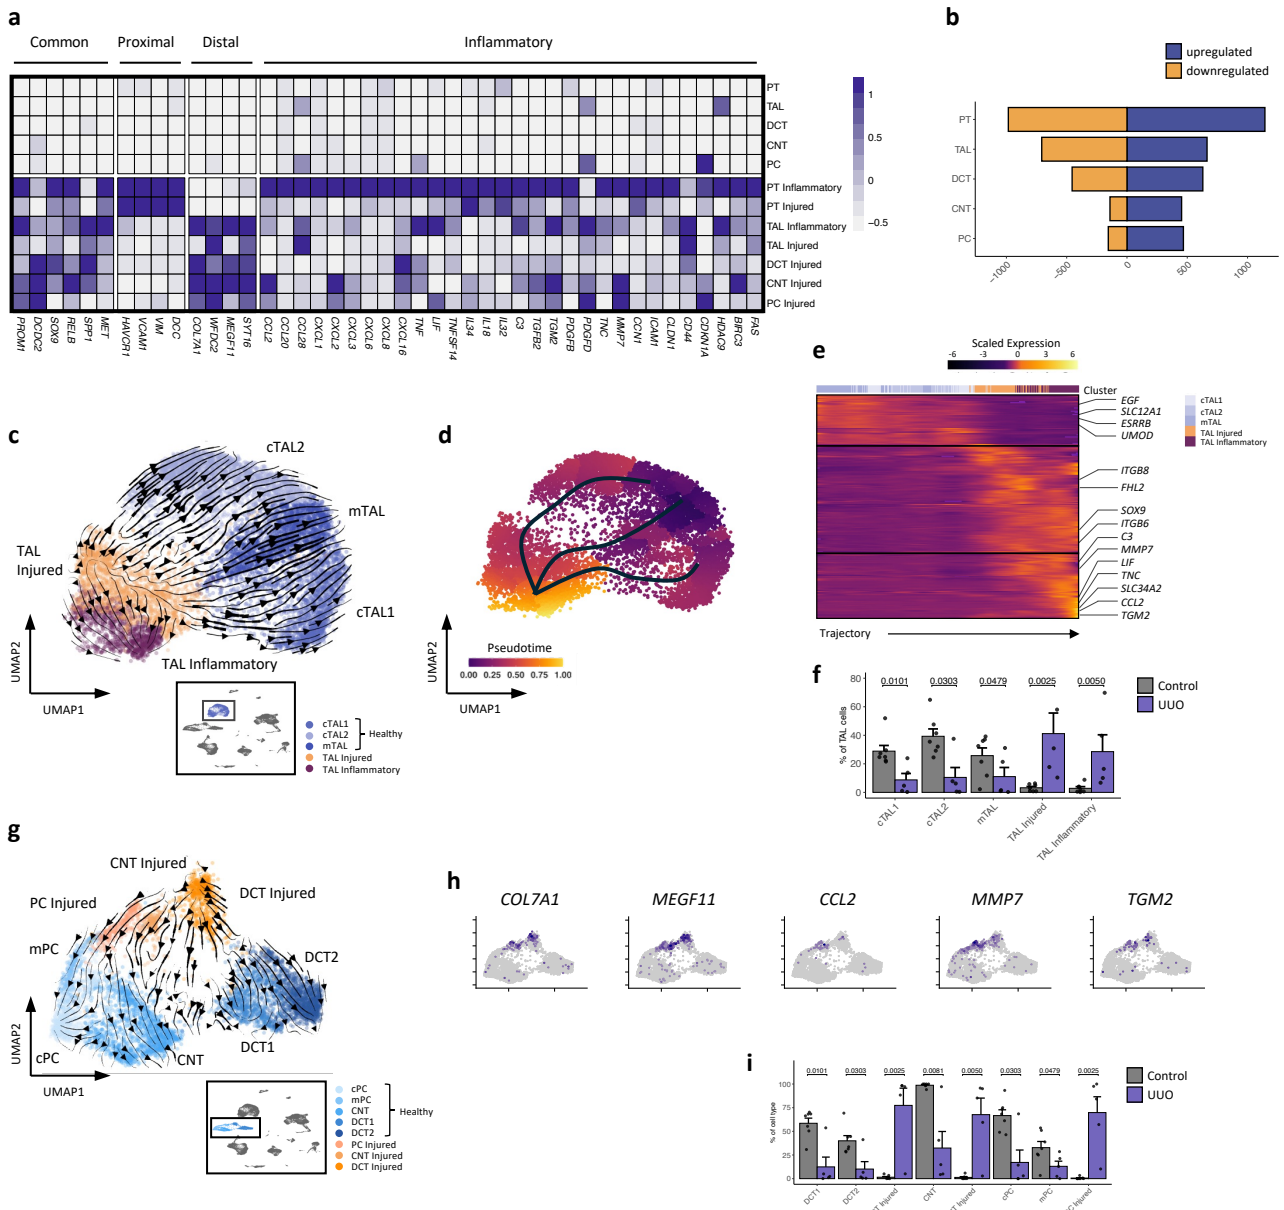 a
Common
Proximal
Distal
Inflammatory
PT
TAL
DCT
CNT
PC
PT Inflammatory
PT Injured
TAL Inflammatory
TAL Injured
DCT Injured
CNT Injured
PC Injured
1
0.5
0
−0.5
PROM1
DCDC2
SOX9
RELB
SPP1
MET
HAVCR1
VCAM1
VIM
DCC
COL7A1
WFDC2
MEGF11
SYT16
CCL2
CCL20
CCL28
CXCL1
CXCL2
CXCL3
CXCL6
CXCL8
CXCL16
TNF
LIF
TNFSF14
IL34
IL18
IL32
C3
TGFB2
TGM2
PDGFB
PDGFD
TNC
MMP7
CCN1
ICAM1
CLDN1
CD44
HDAC9
CDKN1A
BIRC3
FAS
b
upregulated
downregulated
PT
TAL
DCT
CNT
PC
−1000
−500
0
500
1000
c
cTAL2
mTAL
TAL
Injured
cTAL1
TAL Inflammatory
UMAP2
UMAP1
cTAL1
cTAL2
mTAL
Healthy
TAL Injured
TAL Inflammatory
d
UMAP2
UMAP1
Pseudotime
0.00 0.25 0.50 0.75 1.00
e
Scaled Expression
-6 -3 0 3 6
Cluster
cTAL1
cTAL2
mTAL
TAL Injured
TAL Inflammatory
EGF
SLC12A1
ESRRB
UMOD
ITGB8
FHL2
SOX9
ITGB6
C3
MMP7
LIF
TNC
SLC34A2
CCL2
TGM2
Trajectory
f
% of TAL cells
80
60
40
20
0
0.0101
0.0303
0.0479
0.0025
0.0050
Control
UUO
cTAL1
cTAL2
mTAL
TAL Injured
TAL Inflammatory
g
CNT Injured
DCT Injured
PC Injured
mPC
DCT2
DCT1
CNT
cPC
UMAP2
UMAP1
cPC
mPC
CNT
DCT1
DCT2
Healthy
PC Injured
CNT Injured
DCT Injured
h
COL7A1
MEGF11
CCL2
MMP7
TGM2
i
% of cell type
100
75
50
25
0
0.0101
0.0303
0.0025
0.0081
0.0050
0.0303
0.0479
0.0025
Control
UUO
DCT1
DCT2
Injured
CNT
Injured
cPC
mPC
Injured